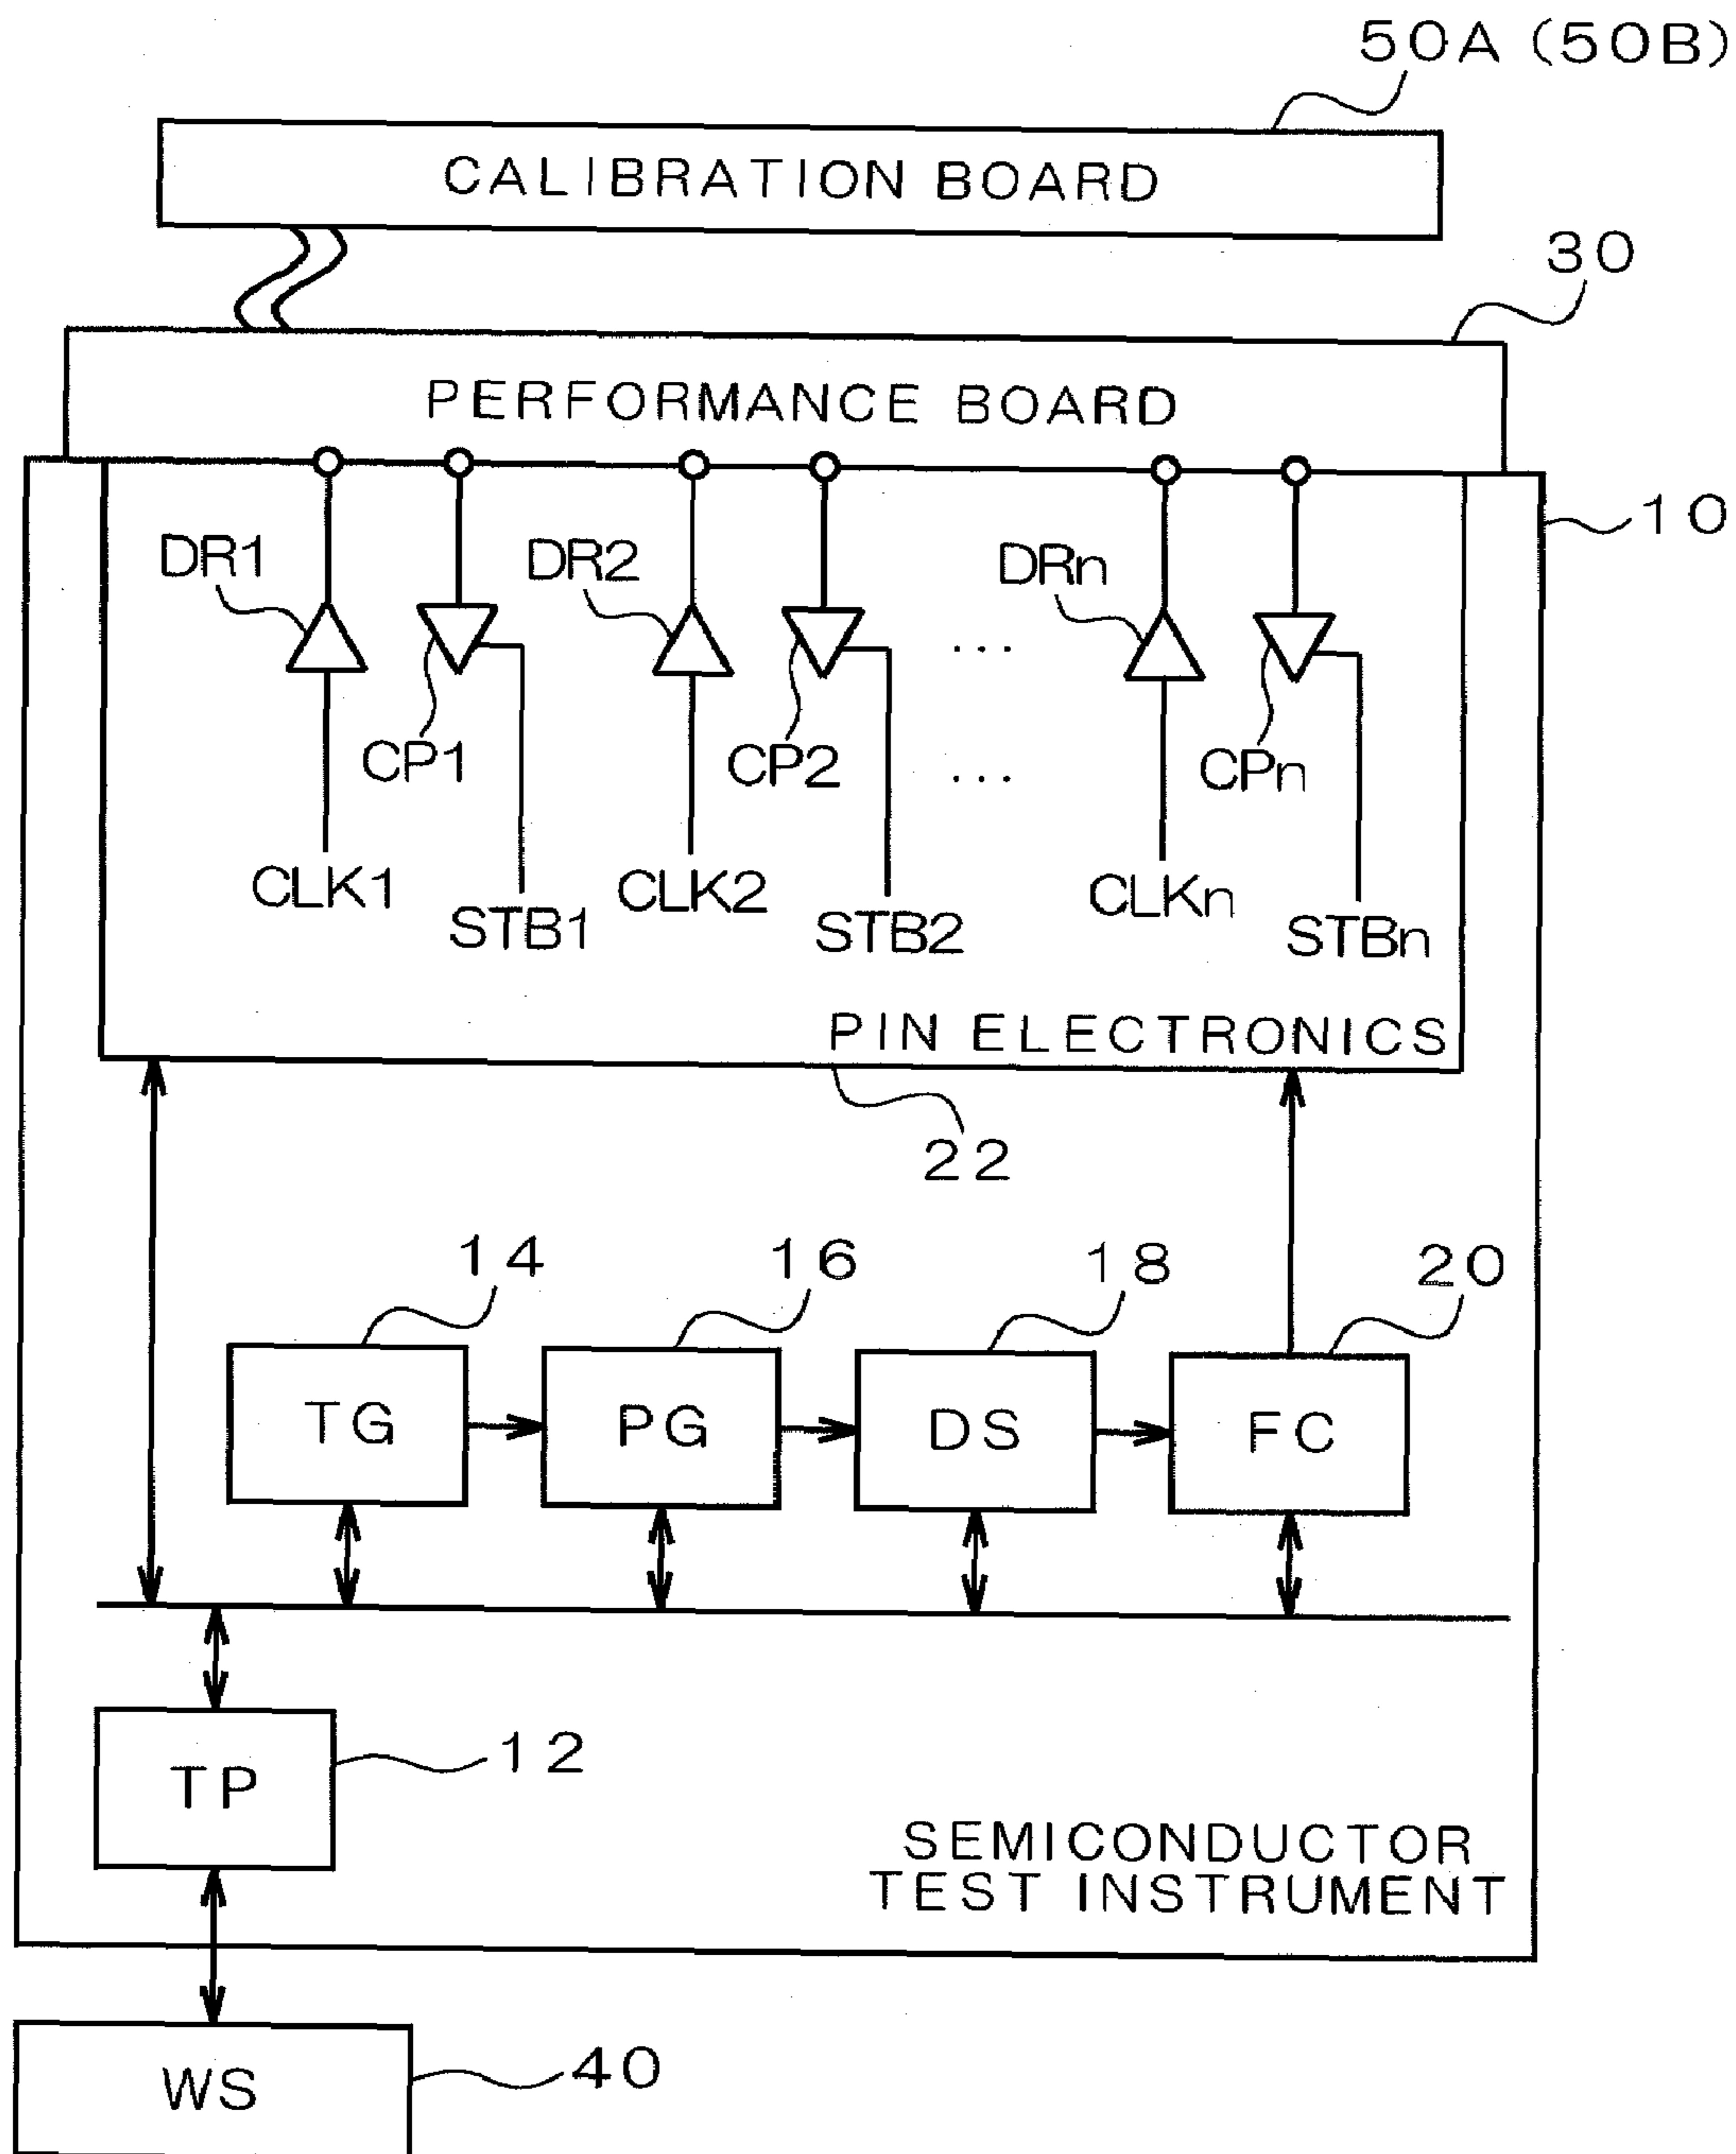 50A (50B)
CALIBRATION BOARD
30
PERFORMANCE BOARD
10
DR1
DR2
DRn
CP1
CP2
CPn
...
...
CLK1
CLK2
CLKn
STB1
STB2
STBn
PIN ELECTRONICS
22
14
16
18
20
TG
PG
DS
FC
12
TP
SEMICONDUCTOR
TEST INSTRUMENT
40
WS